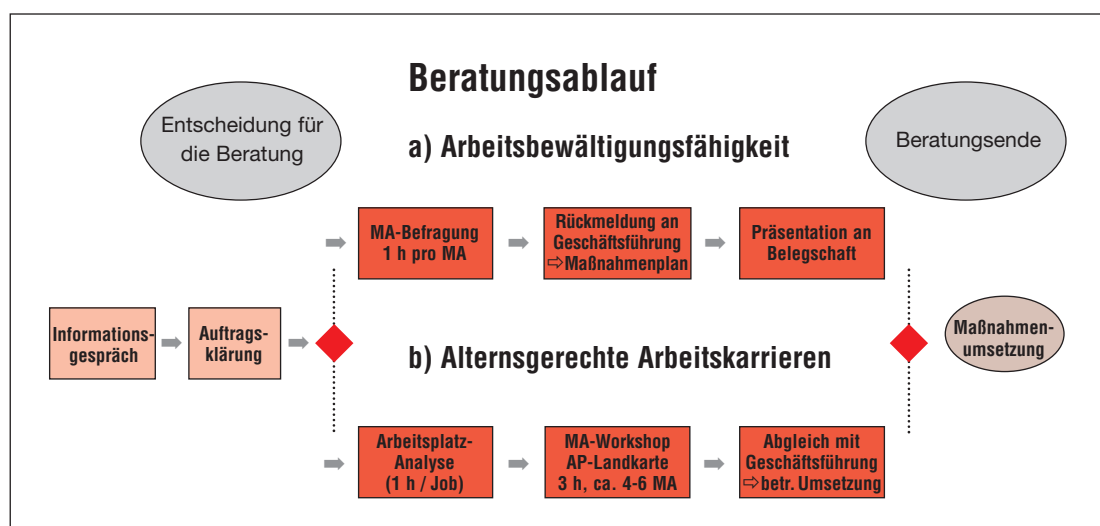 Beratungsablauf
Entscheidung für
die Beratung
a) Arbeitsbewältigungsfähigkeit
Beratungsende
MA-Befragung
1 h pro MA
Rückmeldung an
Geschäftsführung
⇨Maßnahmenplan
Präsentation an
Belegschaft
Informations-
gespräch
Auftrags-
klärung
Maßnahmen-
umsetzung
b) Alternsgerechte Arbeitskarrieren
Arbeitsplatz-
Analyse
(1 h / Job)
MA-Workshop
AP-Landkarte
3 h, ca. 4-6 MA
Abgleich mit
Geschäftsführung
⇨betr. Umsetzung